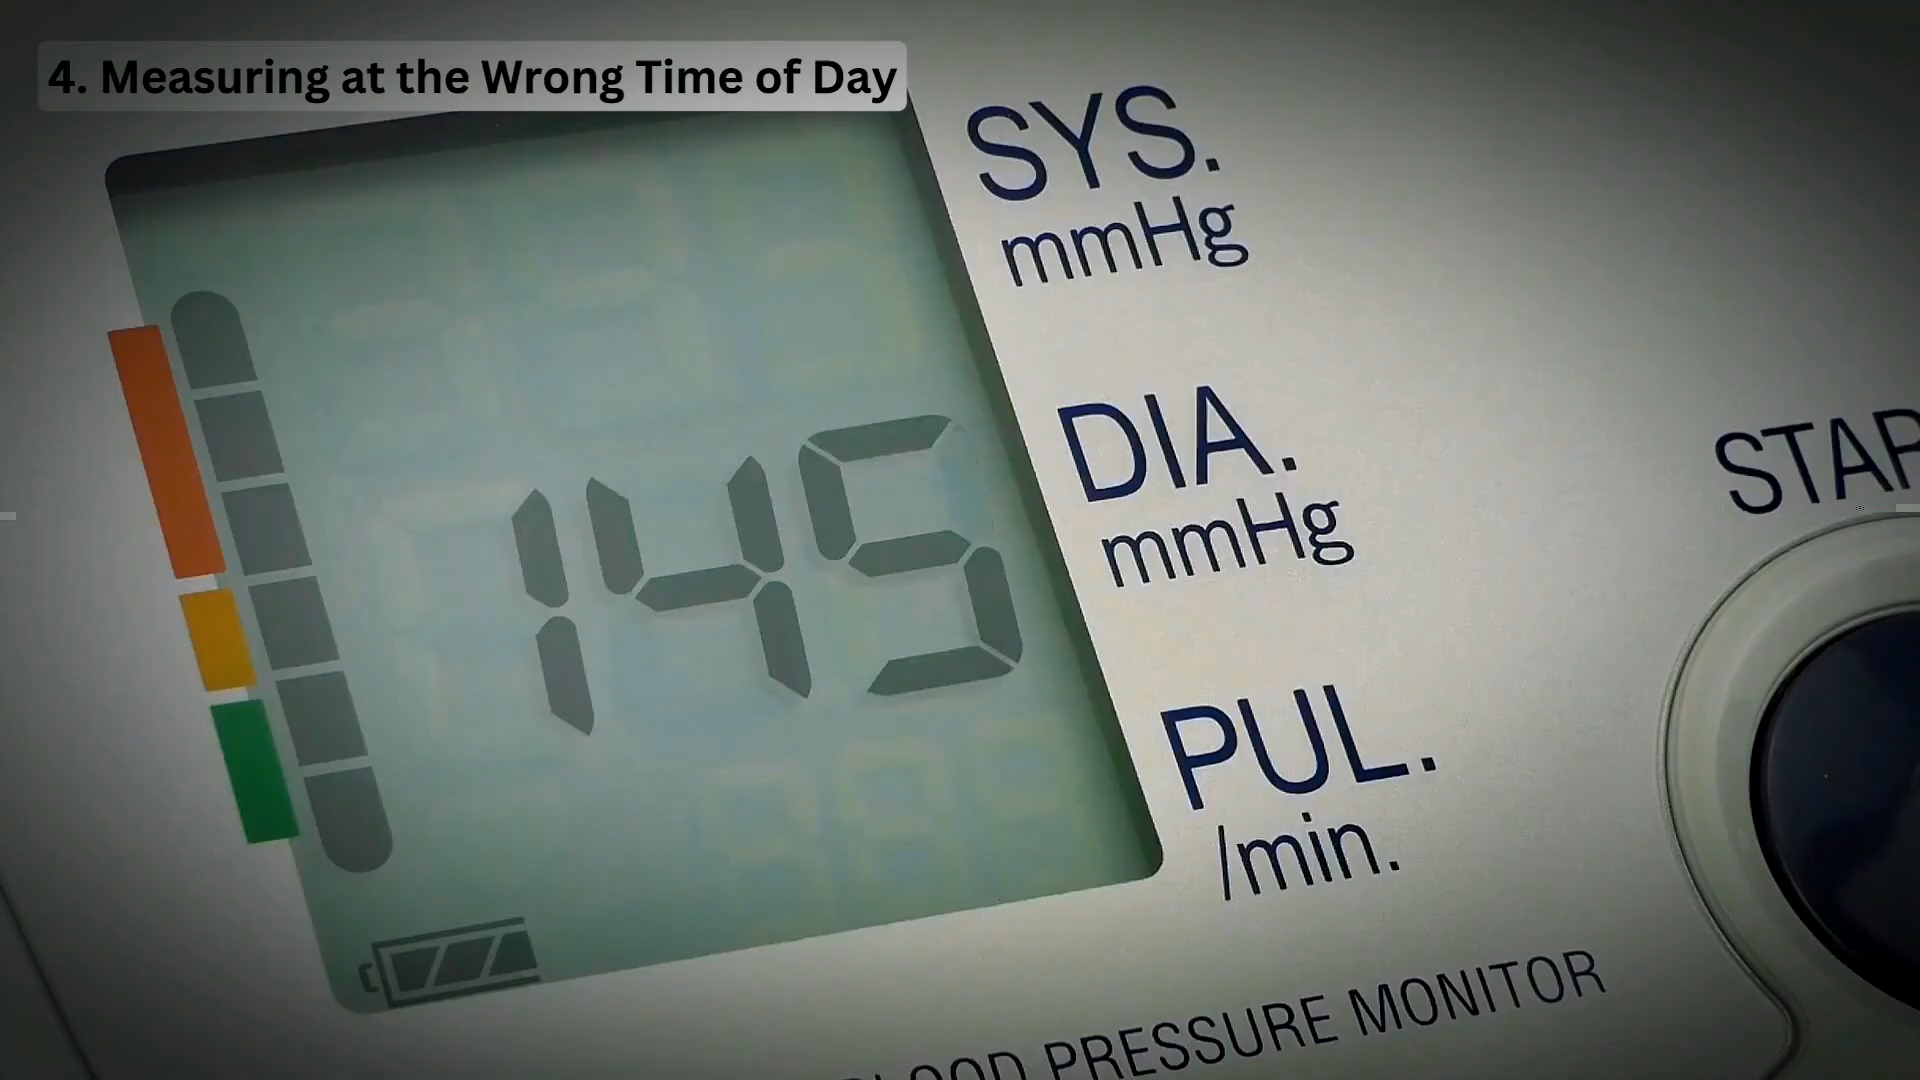 4. Measuring at the Wrong Time of Day
SYS.
mmHg
DIA.
mmHg
145
PUL.
/min.
PRESSURE MONITOR